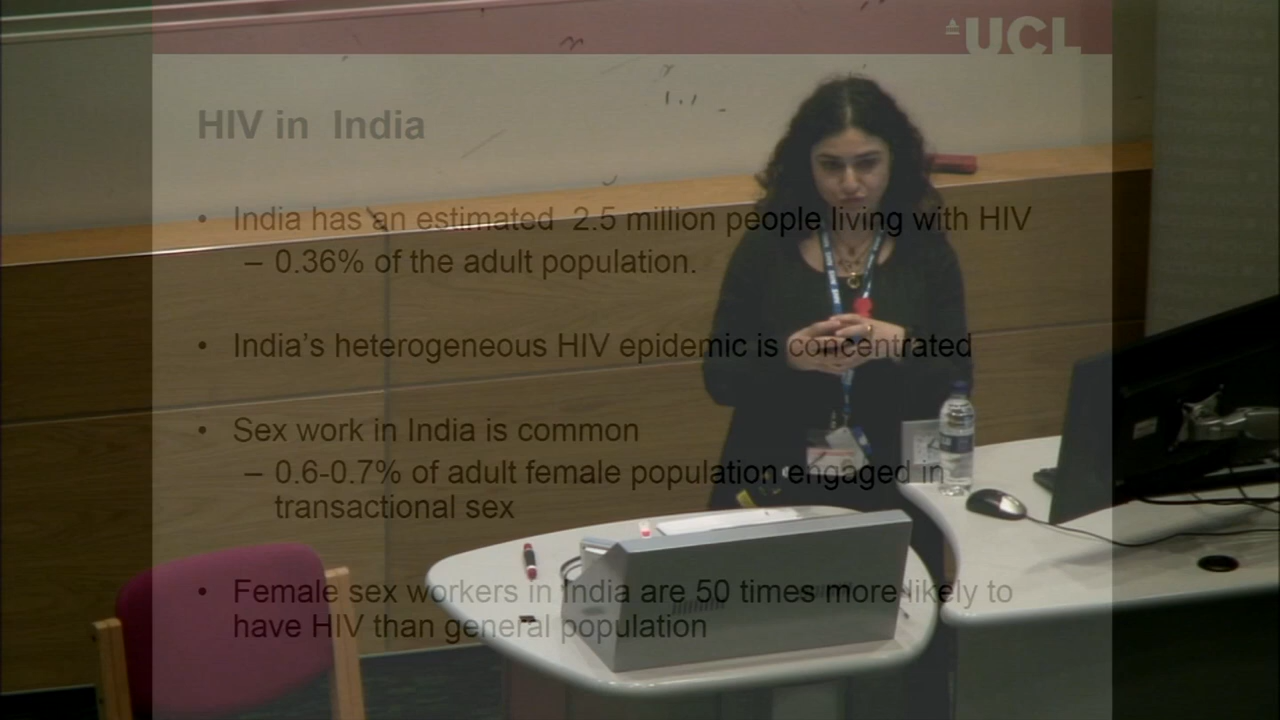 UCL
HIV in India
• India has an estimated 2.5 million people living with HIV
– 0.36% of the adult population.
• India's heterogeneous HIV epidemic is concentrated
• Sex work in India is common
– 0.6-0.7% of adult female population engaged in
transactional sex
• Female sex workers in India are 50 times more likely to
have HIV than general population